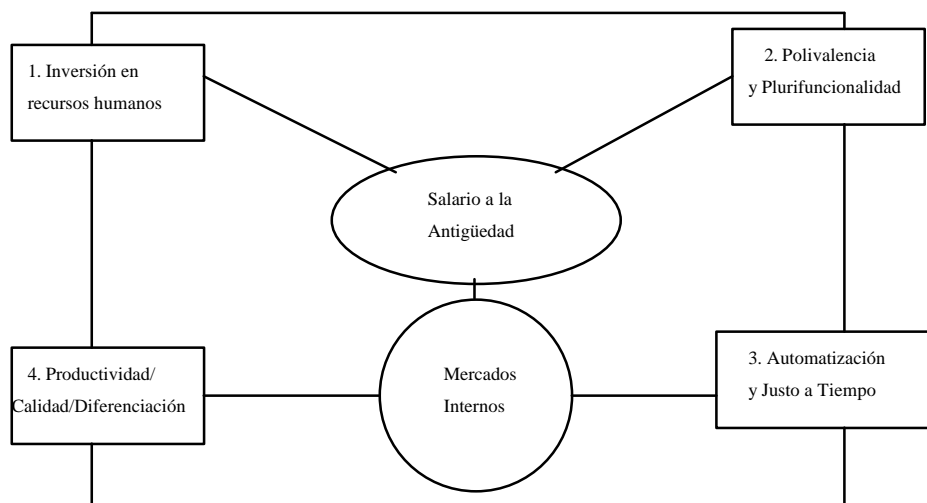 1. Inversión en
recursos humanos
2. Polivalencia
y Plurifuncionalidad
Salario a la
Antigüedad
4. Productividad/
Calidad/Diferenciación
Mercados
Internos
3. Automatización
y Justo a Tiempo